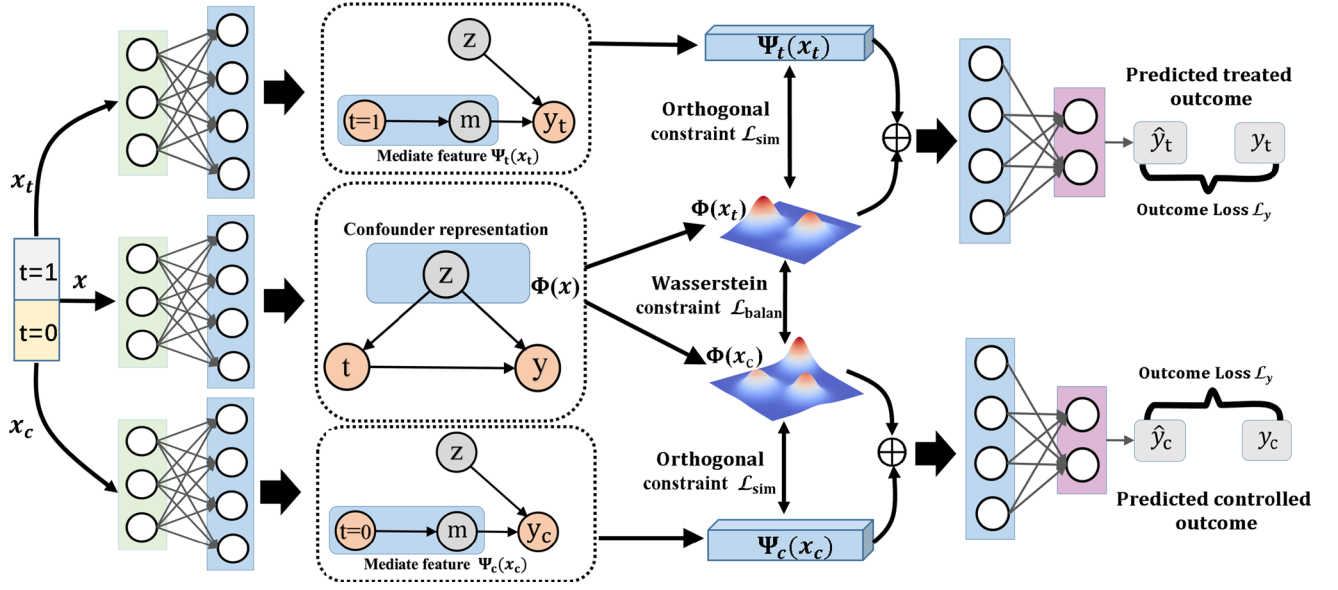 x_t
t=1
x
t=0
x_c
z
t=1
m
y_t
Mediate feature Ψ_t(x_t)
Confounder representation
z
Φ(x)
t
y
z
t=0
m
y_c
Mediate feature Ψ_c(x_c)
Ψ_t(x_t)
Orthogonal
constraint ℒ_sim
Φ(x_t)
Wasserstein
constraint ℒ_balan
Φ(x_c)
Orthogonal
constraint ℒ_sim
Ψ_c(x_c)
Predicted treated
outcome
ŷ_t
y_t
Outcome Loss ℒ_y
Outcome Loss ℒ_y
ŷ_c
y_c
Predicted controlled
outcome